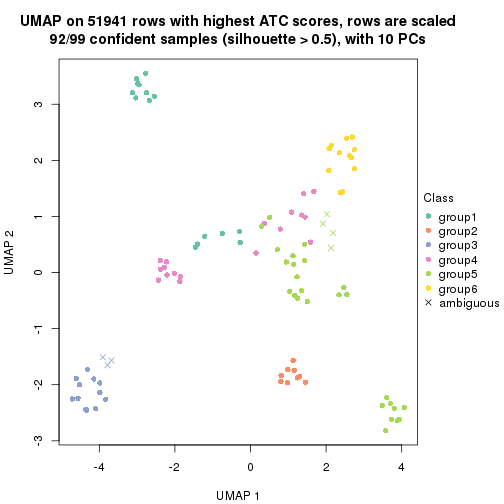 UMAP on 51941 rows with highest ATC scores, rows are scaled
92/99 confident samples (silhouette > 0.5), with 10 PCs
3
2
1
0
-1
-2
-3
UMAP 2
-4
-2
0
2
4
UMAP 1
Class
group1
group2
group3
group4
group5
group6
ambiguous